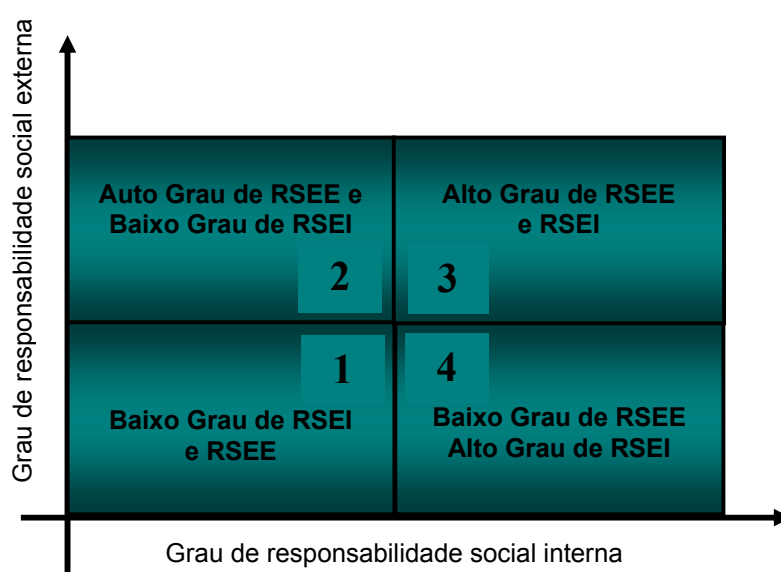 Grau de responsabilidade social externa
Auto Grau de RSEE e
Baixo Grau de RSEI
2
Alto Grau de RSEE
e RSEI
3
1
Baixo Grau de RSEI
e RSEE
4
Baixo Grau de RSEE
Alto Grau de RSEI
Grau de responsabilidade social interna